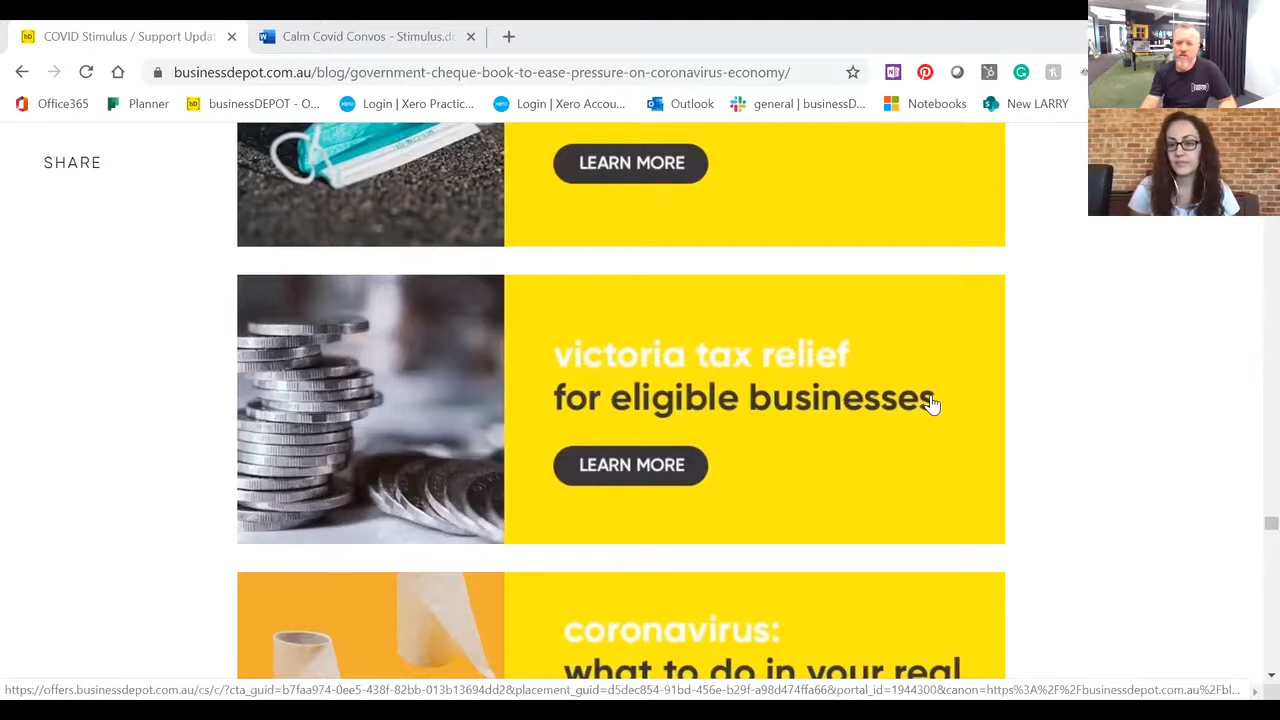 COVID Stimulus / Support Updat
Calm Covid Convos - Stimulus.do
businessdepot.com.au/blog/government-cheque-book-to-ease-pressure-on-coronavirus-economy/
Office365 Planner businessDEPOT - O... Login | Xero Practic... Login | Xero Accou... Outlook general | businessD... Notebooks New LARRY
SHARE
LEARN MORE
victoria tax relief
for eligible businesses
LEARN MORE
coronavirus:
what to do in your real
https://offers.businessdepot.com.au/cs/c/?cta_guid=b7faa974-0ee5-438f-82bb-013b13694dd2&placement_guid=d5dec854-91bd-456e-b29f-a98d474ffa66&portal_id=1944300&canon=https%3A%2F%2Fbusinessdepot.com.au%2Fbl...